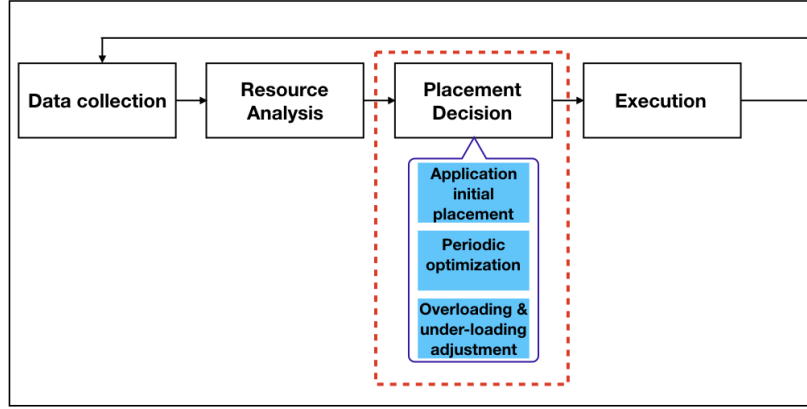 Data collection
Resource
Analysis
Placement
Decision
Execution
Application
initial
placement
Periodic
optimization
Overloading &
under-loading
adjustment